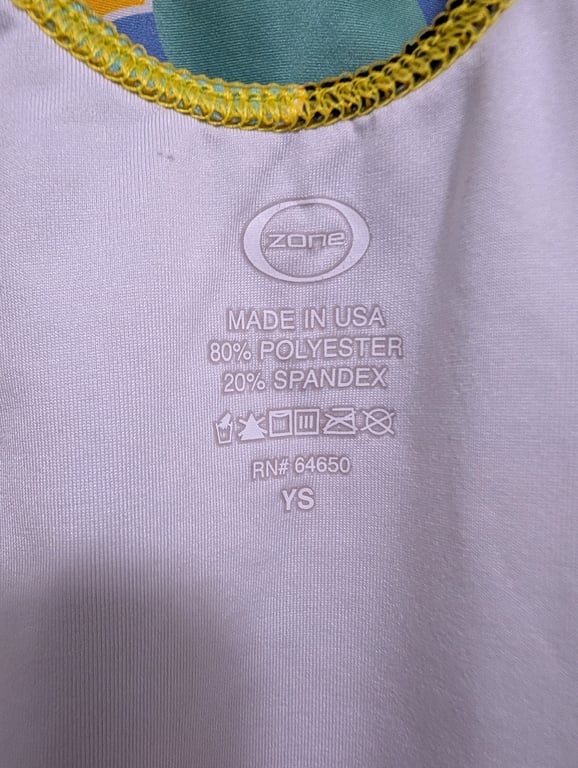 zone
MADE IN USA
80% POLYESTER
20% SPANDEX
RN# 64650
YS